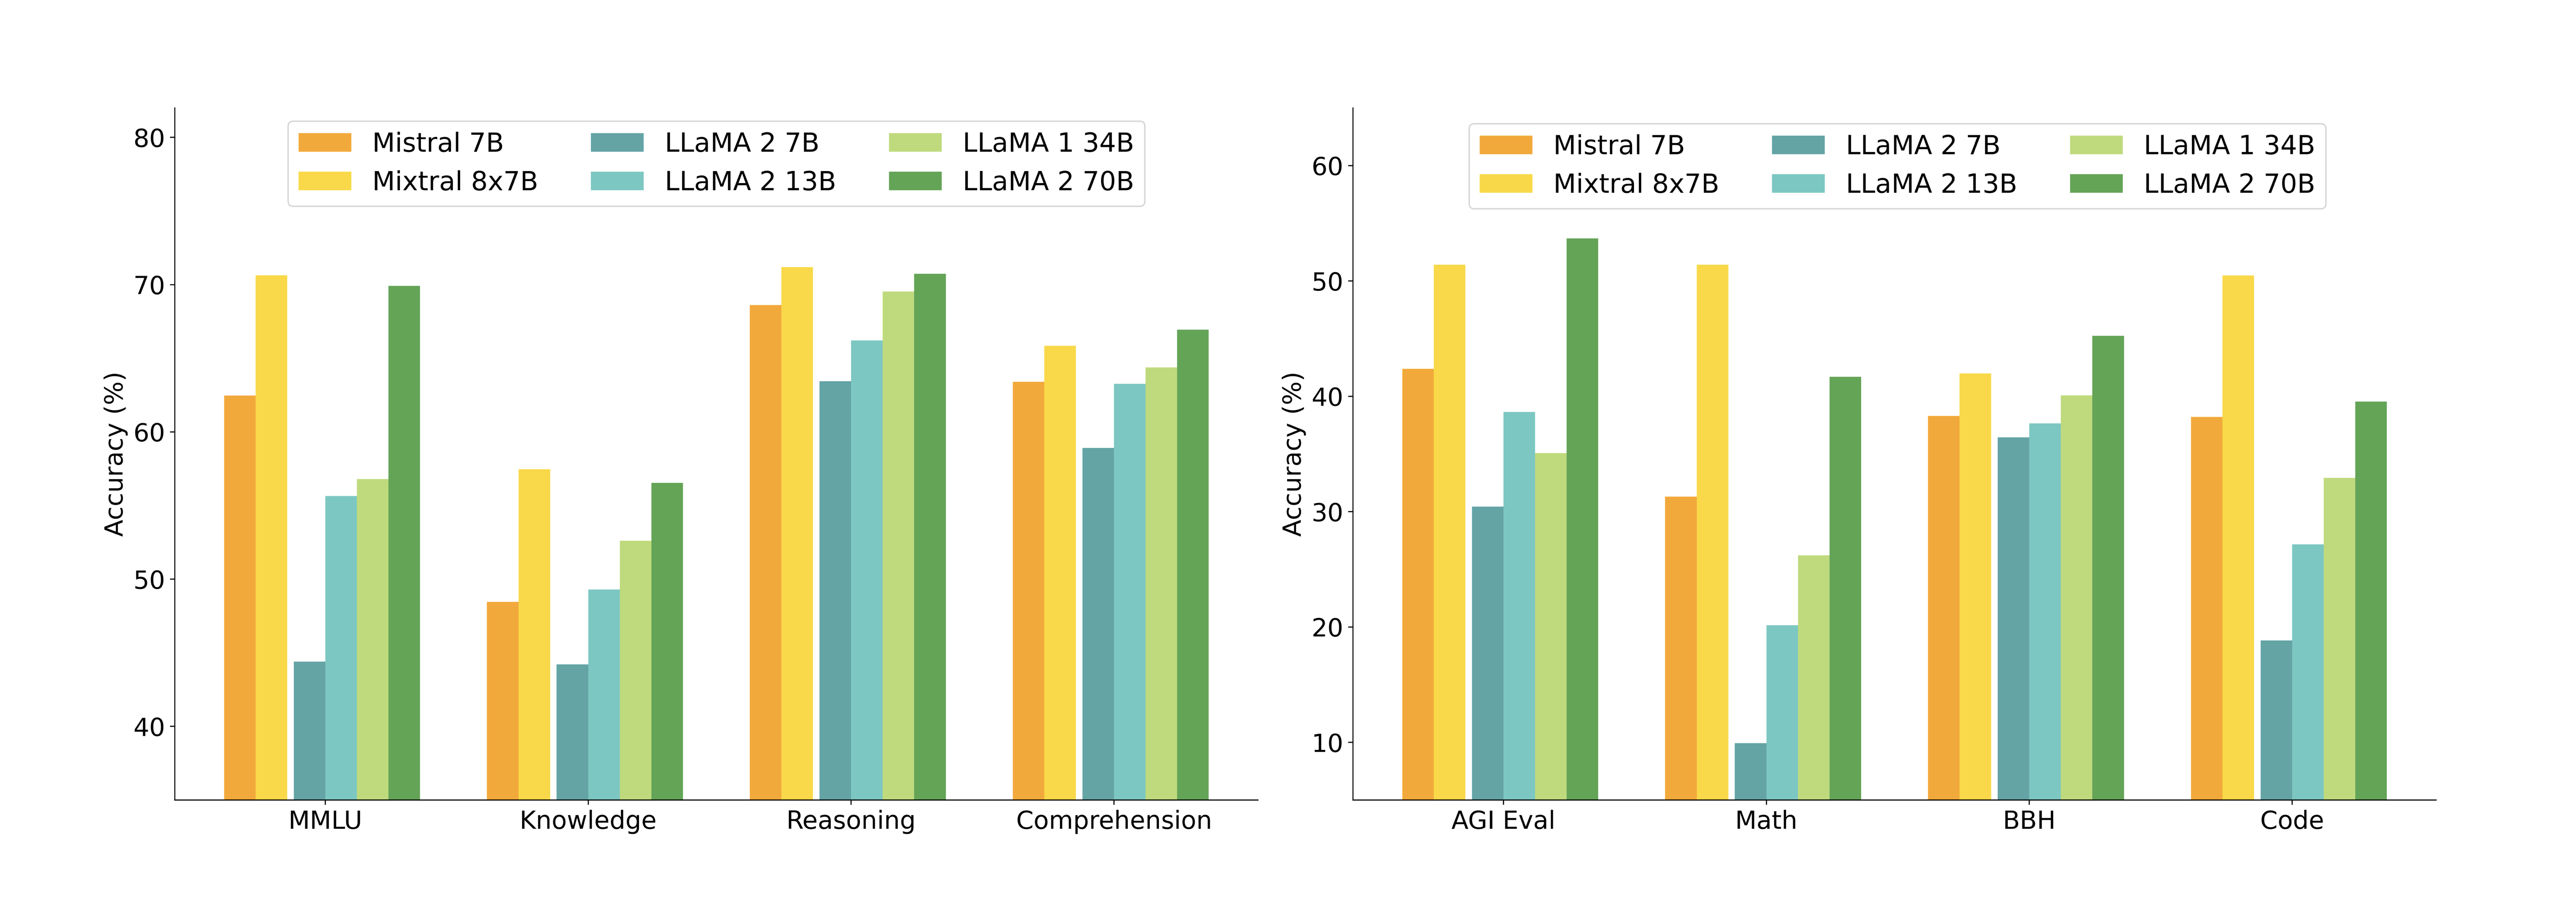 80
70
60
50
40
Accuracy (%)
Mistral 7B
Mixtral 8x7B
LLaMA 2 7B
LLaMA 2 13B
LLaMA 1 34B
LLaMA 2 70B
MMLU
Knowledge
Reasoning
Comprehension
60
50
40
30
20
10
Accuracy (%)
Mistral 7B
Mixtral 8x7B
LLaMA 2 7B
LLaMA 2 13B
LLaMA 1 34B
LLaMA 2 70B
AGI Eval
Math
BBH
Code